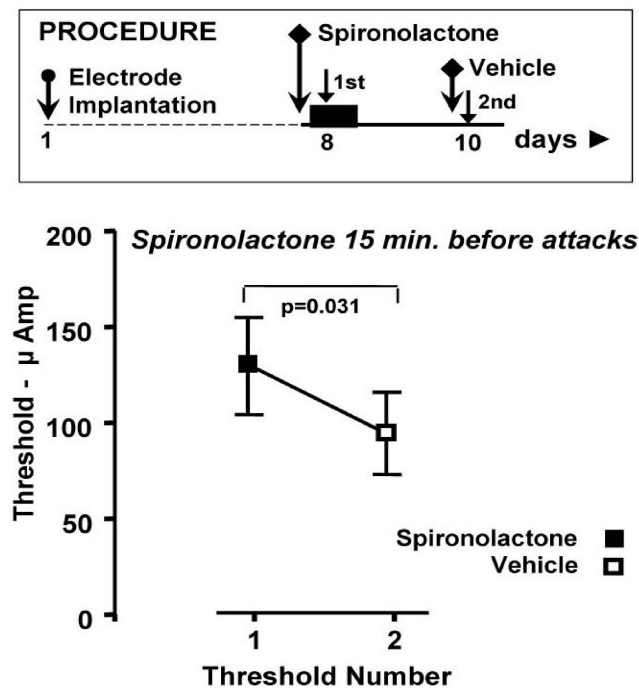 PROCEDURE
Spironolactone
Electrode
Implantation
1st
Vehicle
2nd
1
8
10
days
Spironolactone 15 min. before attacks
200
150
100
50
0
Threshold - µ Amp
p=0.031
Spironolactone
Vehicle
1
2
Threshold Number